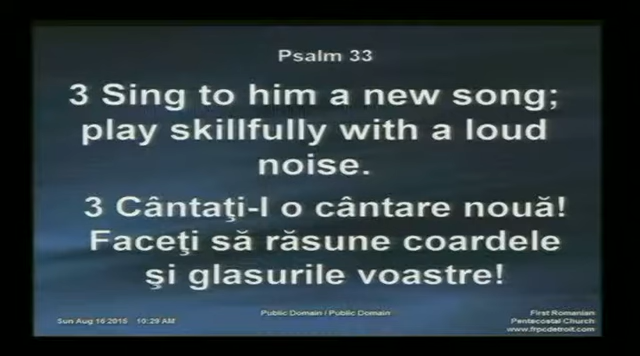 Psalm 33
3 Sing to him a new song;
play skillfully with a loud
noise.
3 Cântaţi-I o cântare nouă!
Faceţi să răsune coardele
şi glasurile voastre!
Public Domain / Public Domain
Sun Aug 16 2015 10:29 AM
First Romanian
Pentecostal Church
www.frpcdetroit.com